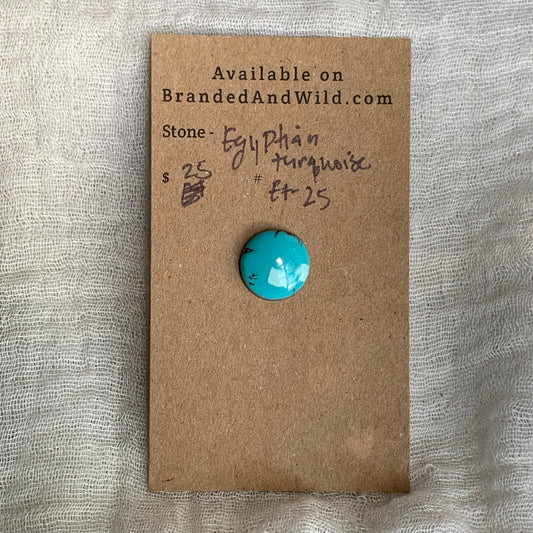 Available on
BrandedAndWild.com
Stone - Egyptian
turquoise
$ 25 # Et 25